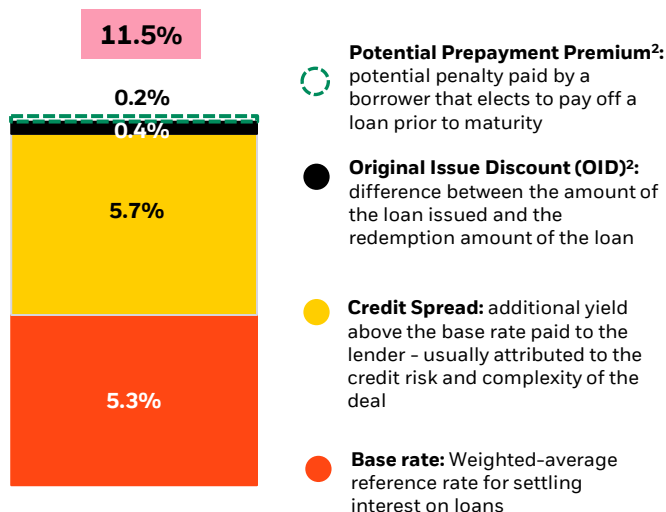 11.5%
0.2%
0.4%
5.7%
5.3%
Potential Prepayment Premium²:
potential penalty paid by a
borrower that elects to pay off a
loan prior to maturity
Original Issue Discount (OID)²:
difference between the amount of
the loan issued and the
redemption amount of the loan
Credit Spread: additional yield
above the base rate paid to the
lender - usually attributed to the
credit risk and complexity of the
deal
Base rate: Weighted-average
reference rate for settling
interest on loans